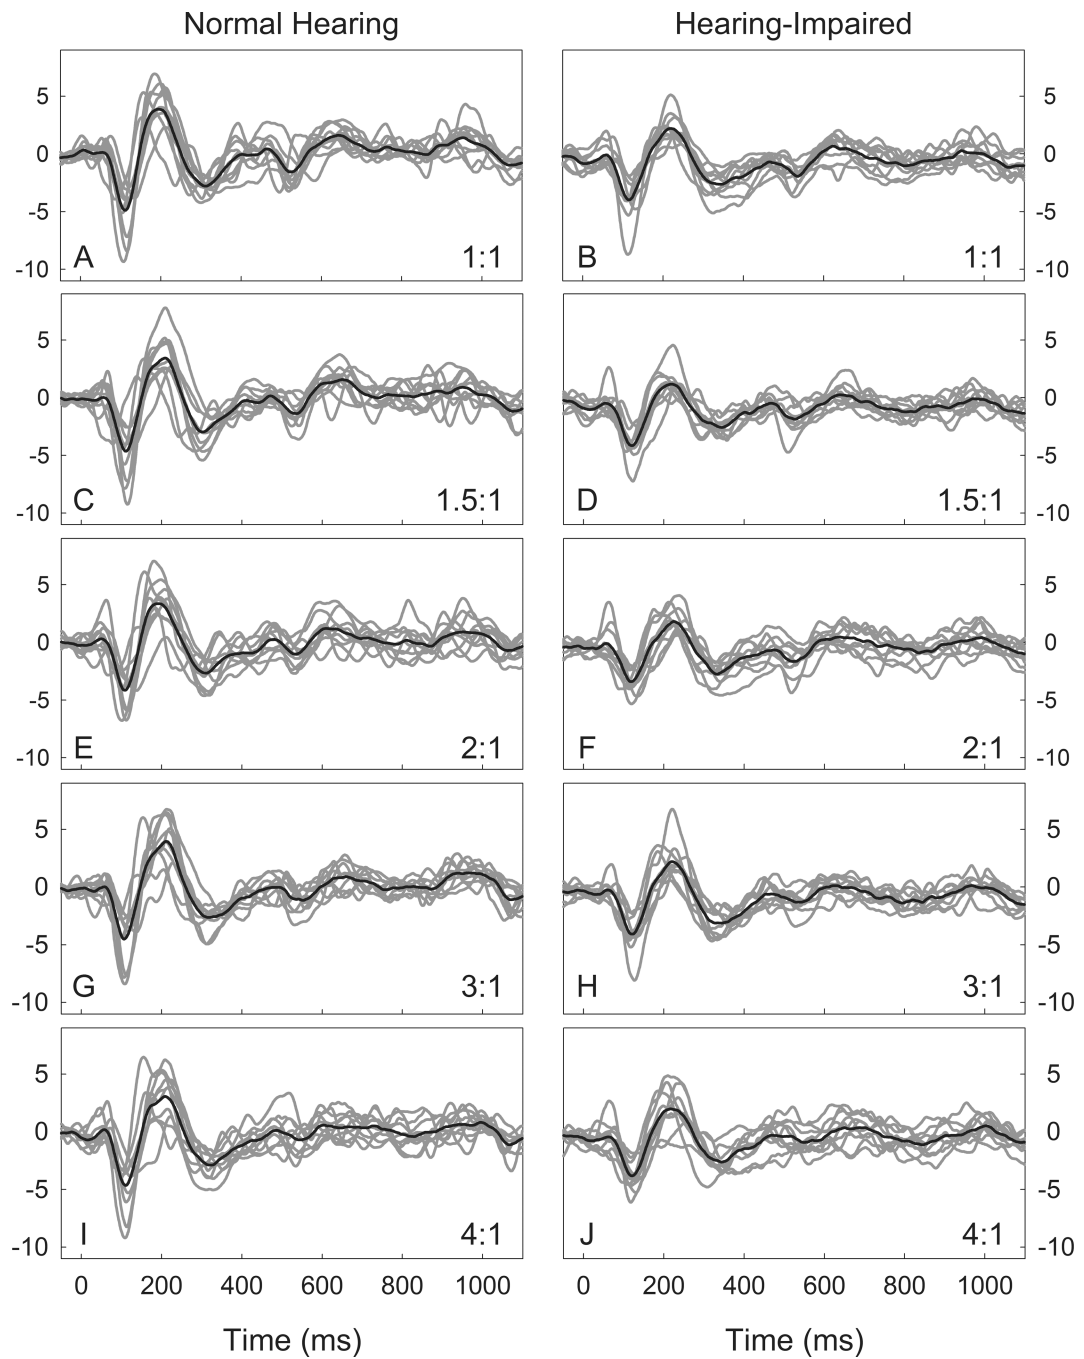 Normal Hearing Hearing-Impaired
5 5
0 0
-5 -5
-10 A 1:1 B 1:1 -10
5 5
0 0
-5 -5
-10 C 1.5:1 D 1.5:1 -10
5 5
0 0
-5 -5
-10 E 2:1 F 2:1 -10
5 5
0 0
-5 -5
-10 G 3:1 H 3:1 -10
5 5
0 0
-5 -5
-10 I 4:1 J 4:1 -10
0 200 400 600 800 1000 0 200 400 600 800 1000
Time (ms) Time (ms)